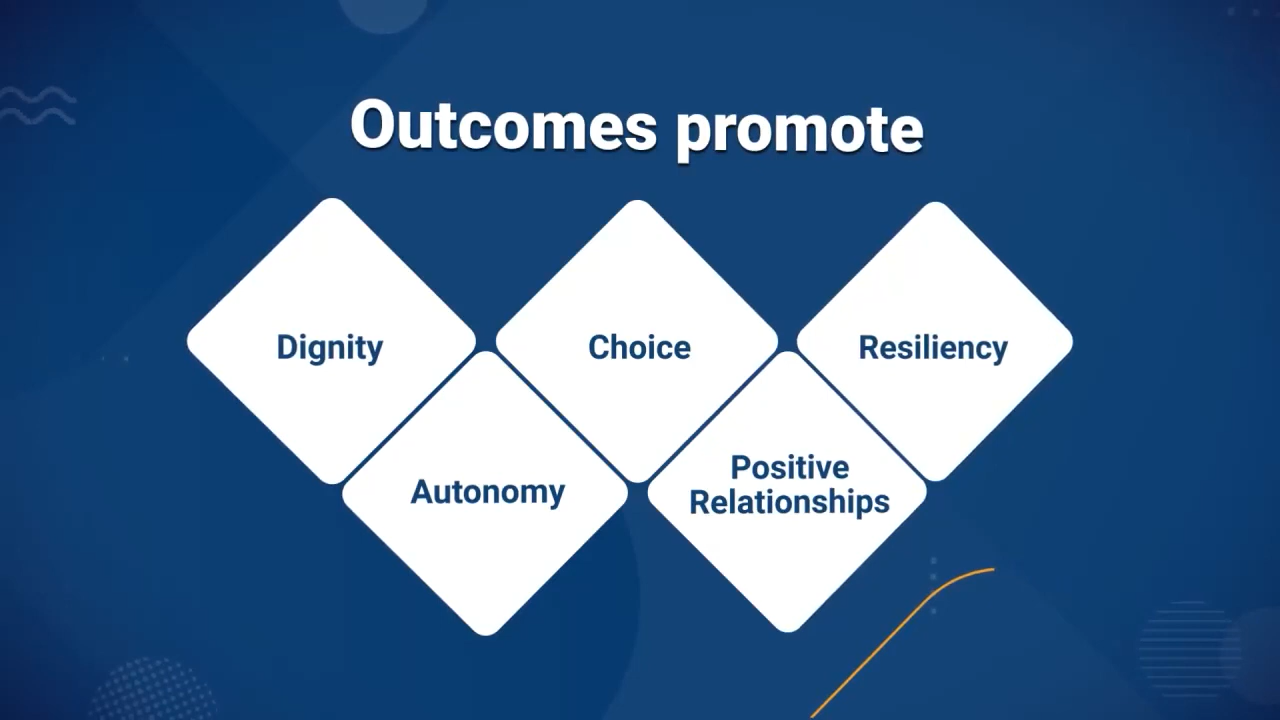 Outcomes promote
Dignity
Choice
Resiliency
Autonomy
Positive
Relationships